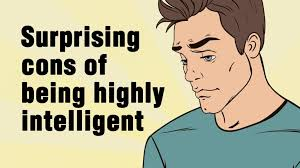 Surprising
cons of
being highly
intelligent